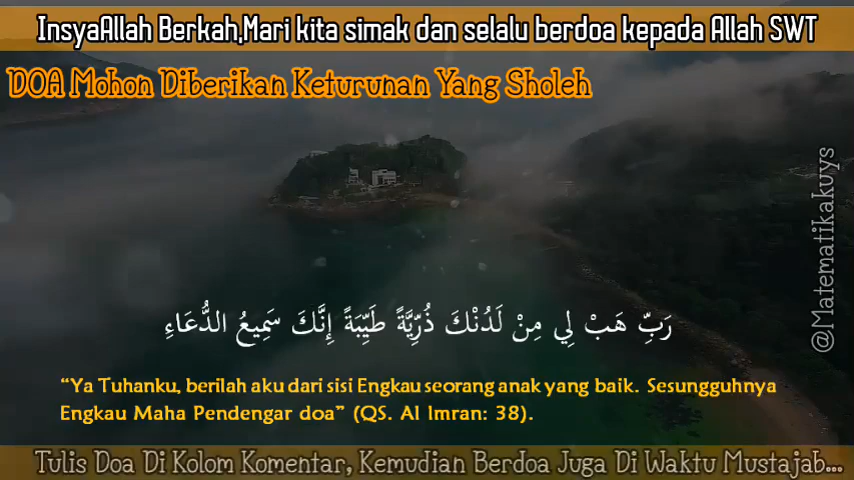 InsyaAllah Berkah,Mari kita simak dan selalu berdoa kepada Allah SWT
DOA Mohon Diberikan Keturunan Yang Sholeh
@Matematikakuys
رَبِّ هَبْ لِي مِنْ لَدُنْكَ ذُرِّيَّةً طَيِّبَةً إِنَّكَ سَمِيعُ الدُّعَاءِ
“Ya Tuhanku, berilah aku dari sisi Engkau seorang anak yang baik. Sesungguhnya
Engkau Maha Pendengar doa” (QS. Al Imran: 38).
Tulis Doa Di Kolom Komentar, Kemudian Berdoa Juga Di Waktu Mustajab...